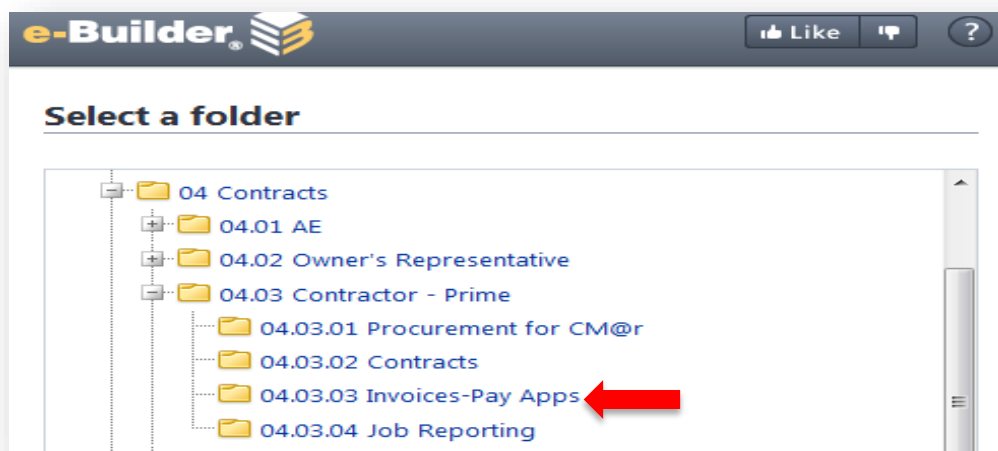 e-Builder®
Like
?
Select a folder
04 Contracts
04.01 AE
04.02 Owner's Representative
04.03 Contractor - Prime
04.03.01 Procurement for CM@r
04.03.02 Contracts
04.03.03 Invoices-Pay Apps
04.03.04 Job Reporting